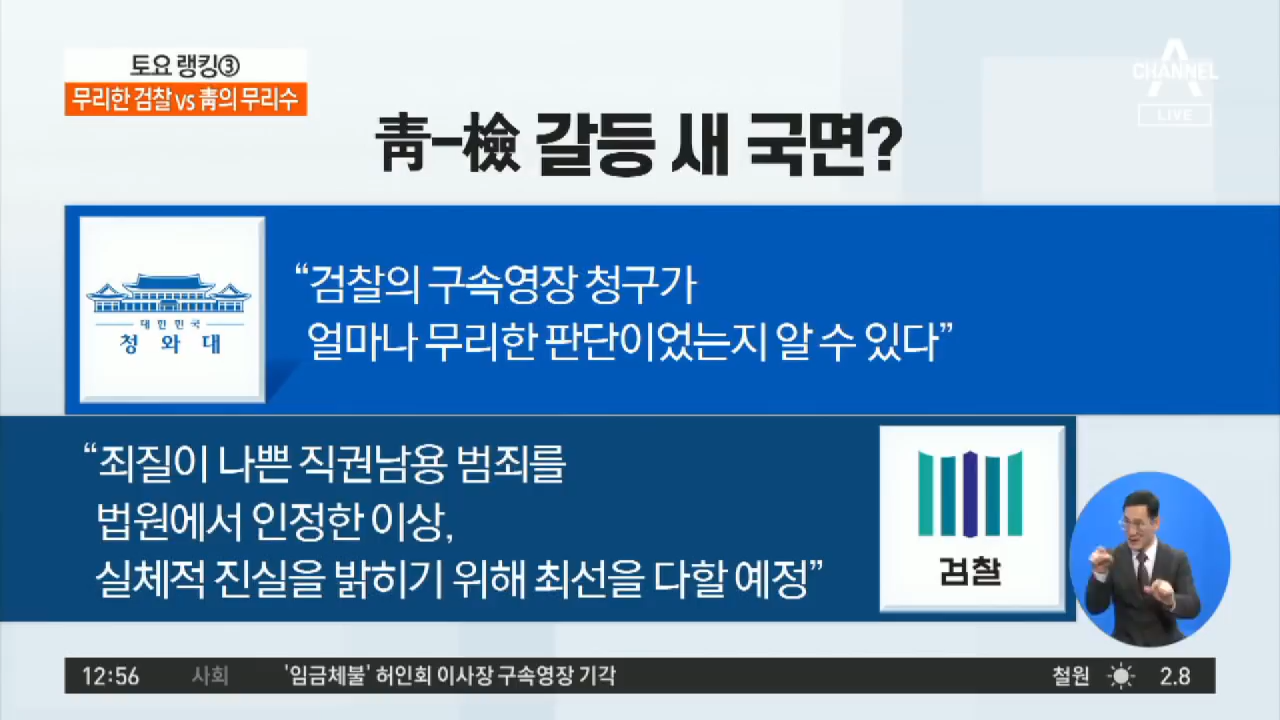 토요 랭킹③
무리한 검찰 vs 靑의 무리수
CHANNEL A
LIVE
靑-檢 갈등 새 국면?
대한민국
청와대
“검찰의 구속영장 청구가
얼마나 무리한 판단이었는지 알 수 있다”
“죄질이 나쁜 직권남용 범죄를
법원에서 인정한 이상,
실체적 진실을 밝히기 위해 최선을 다할 예정”
검찰
12:56 사회 '임금체불' 허인회 이사장 구속영장 기각 철원 2.8